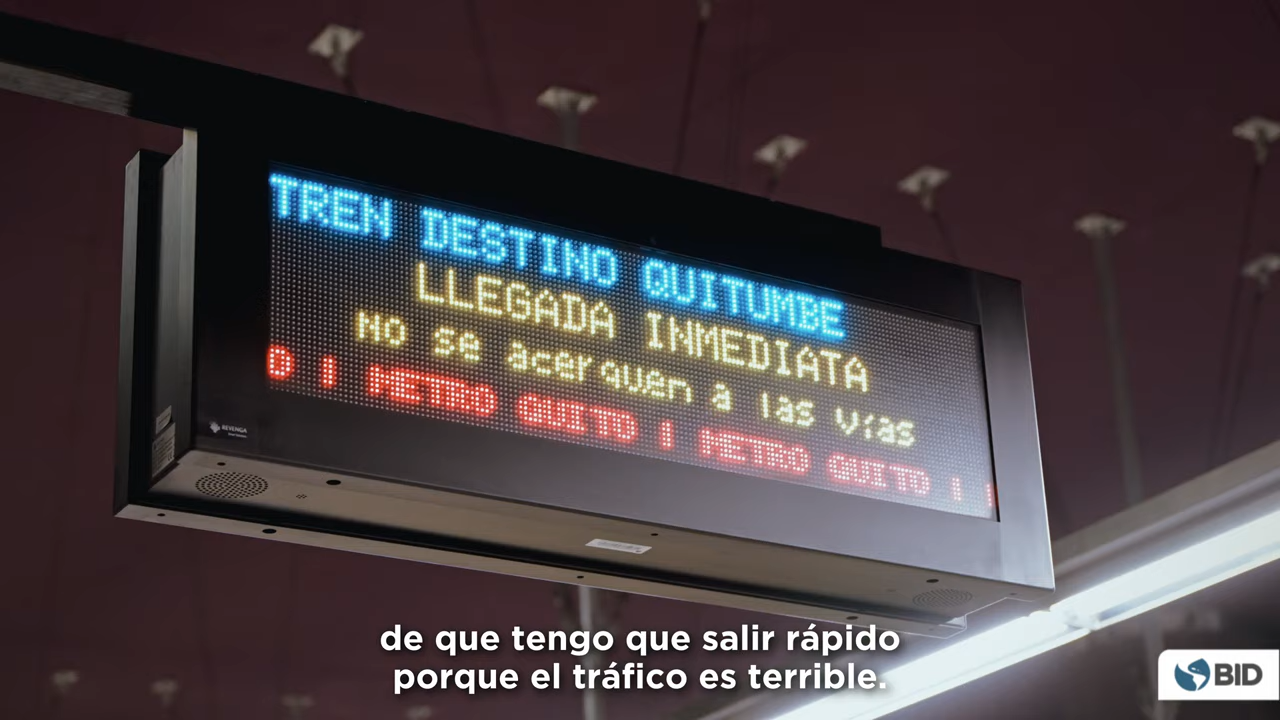 TREN DESTINO QUITUMBE
LLEGADA INMEDIATA
No se acerquen a las vías
O | METRO QUITO | METRO QUITO | |
REVENGA
de que tengo que salir rápido
porque el tráfico es terrible.
BID